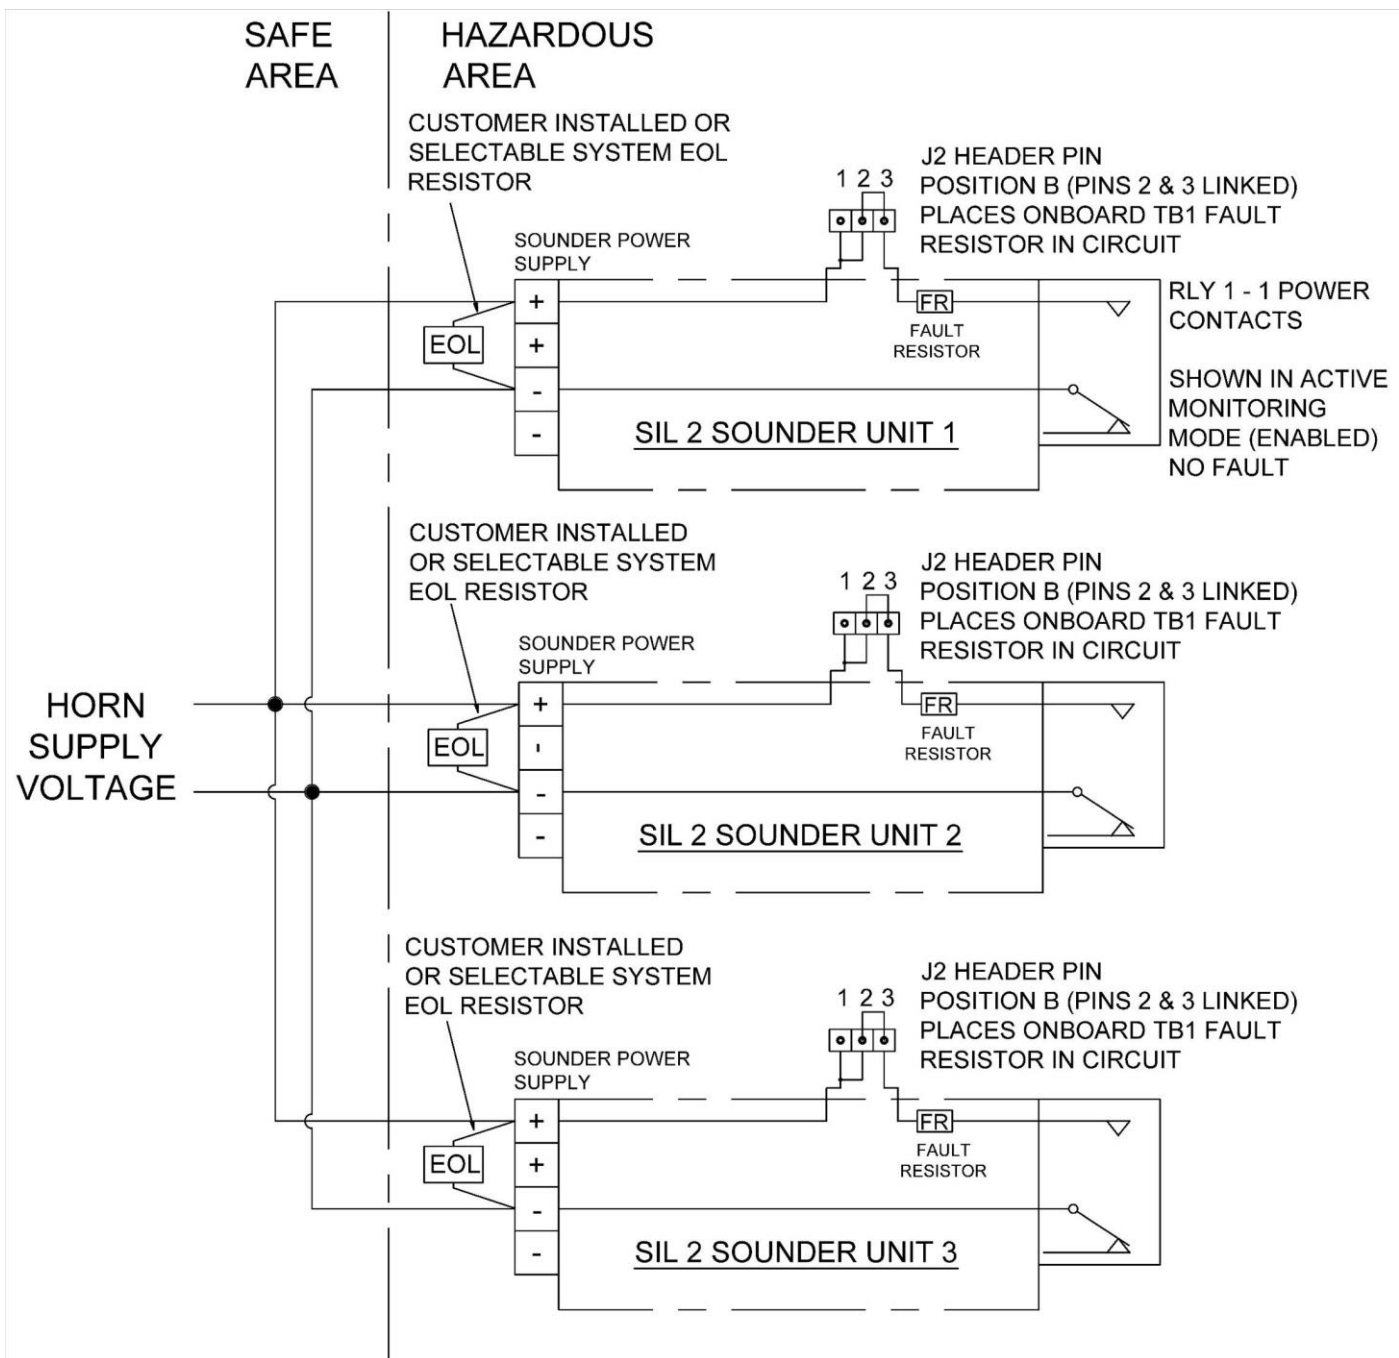 SAFE
AREA
HAZARDOUS
AREA
CUSTOMER INSTALLED OR
SELECTABLE SYSTEM EOL
RESISTOR
1 2 3
J2 HEADER PIN
POSITION B (PINS 2 & 3 LINKED)
PLACES ONBOARD TB1 FAULT
RESISTOR IN CIRCUIT
SOUNDER POWER
SUPPLY
+
+
-
-
EOL
FR
FAULT
RESISTOR
RLY 1 - 1 POWER
CONTACTS
SHOWN IN ACTIVE
MONITORING
MODE (ENABLED)
NO FAULT
SIL 2 SOUNDER UNIT 1
CUSTOMER INSTALLED
OR SELECTABLE SYSTEM
EOL RESISTOR
1 2 3
J2 HEADER PIN
POSITION B (PINS 2 & 3 LINKED)
PLACES ONBOARD TB1 FAULT
RESISTOR IN CIRCUIT
SOUNDER POWER
SUPPLY
+
-
-
EOL
FR
FAULT
RESISTOR
SIL 2 SOUNDER UNIT 2
HORN
SUPPLY
VOLTAGE
CUSTOMER INSTALLED
OR SELECTABLE SYSTEM
EOL RESISTOR
1 2 3
J2 HEADER PIN
POSITION B (PINS 2 & 3 LINKED)
PLACES ONBOARD TB1 FAULT
RESISTOR IN CIRCUIT
SOUNDER POWER
SUPPLY
+
+
-
-
EOL
FR
FAULT
RESISTOR
SIL 2 SOUNDER UNIT 3